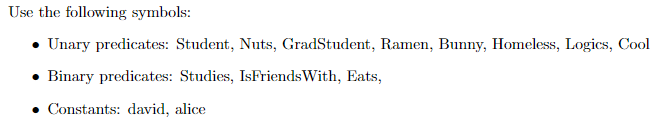 Use the following symbols:
• Unary predicates: Student, Nuts, GradStudent, Ramen, Bunny, Homeless, Logics, Cool
• Binary predicates: Studies, IsFriendsWith, Eats,
• Constants: david, alice